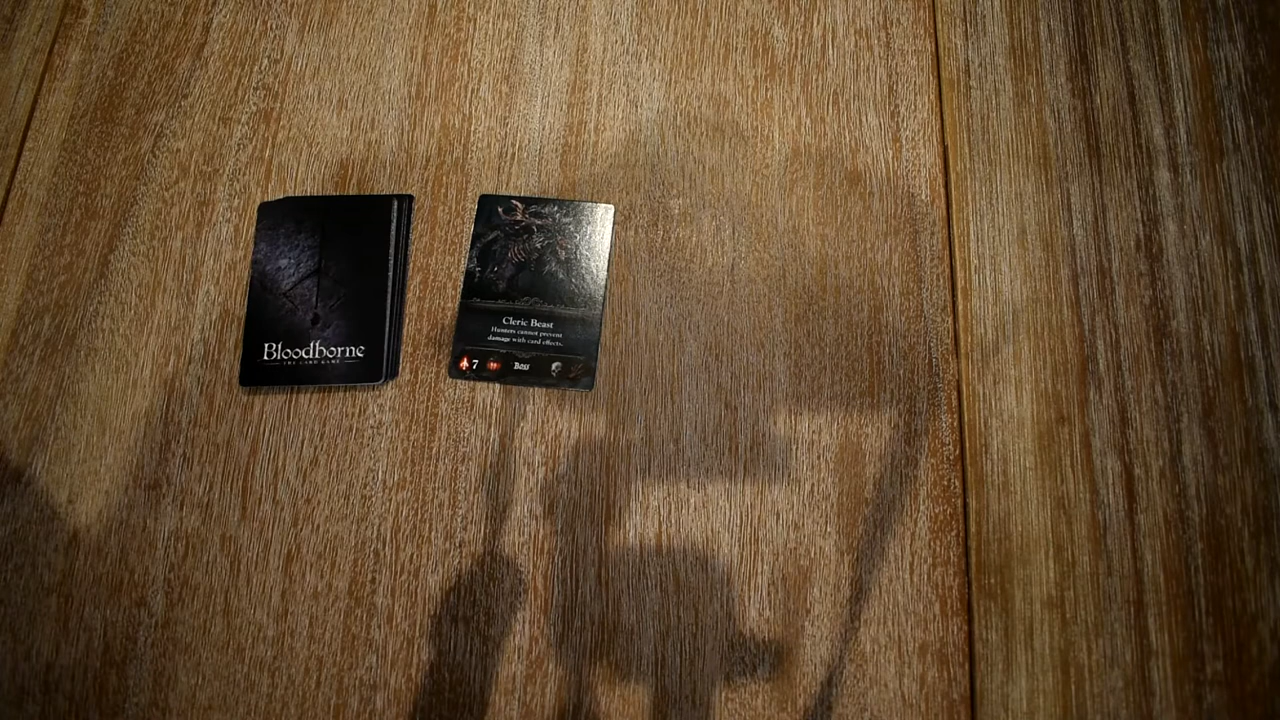 Bloodborne
THE CARD GAME
Cleric Beast
Hunters cannot prevent
damage with card effects.
7
Boss